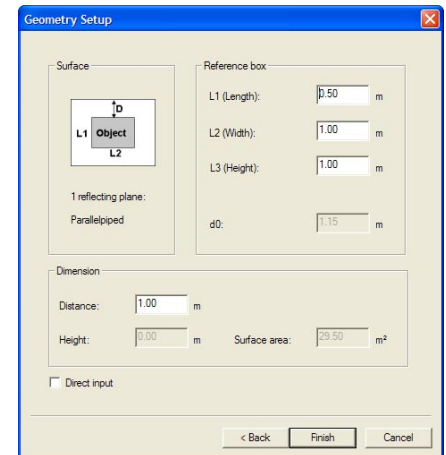 Geometry Setup
Surface
D
L1 Object
L2
1 reflecting plane:
Parallelpiped
Reference box
L1 (Length): 0.50 m
L2 (Width): 1.00 m
L3 (Height): 1.00 m
d0: 1.15 m
Dimension
Distance: 1.00 m
Height: 0.00 m Surface area: 29.50 m²
Direct input
< Back Finish Cancel